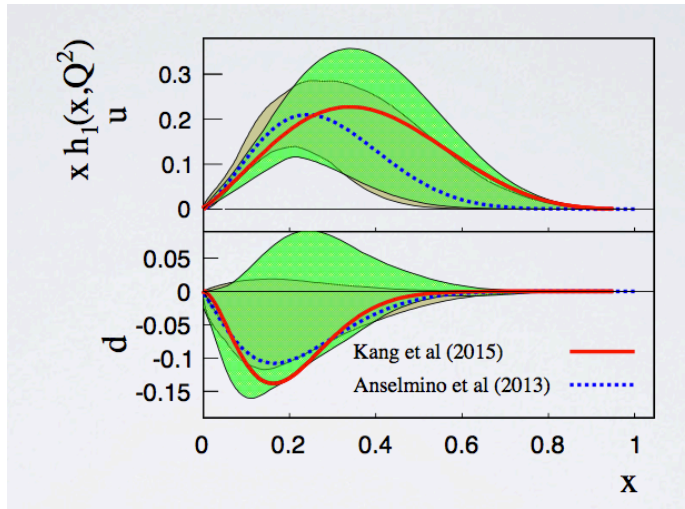 x h₁(x,Q²)
u
0.3
0.2
0.1
0
d
0.05
0
-0.05
-0.1
-0.15
Kang et al (2015)
Anselmino et al (2013)
0 0.2 0.4 0.6 0.8 1
x